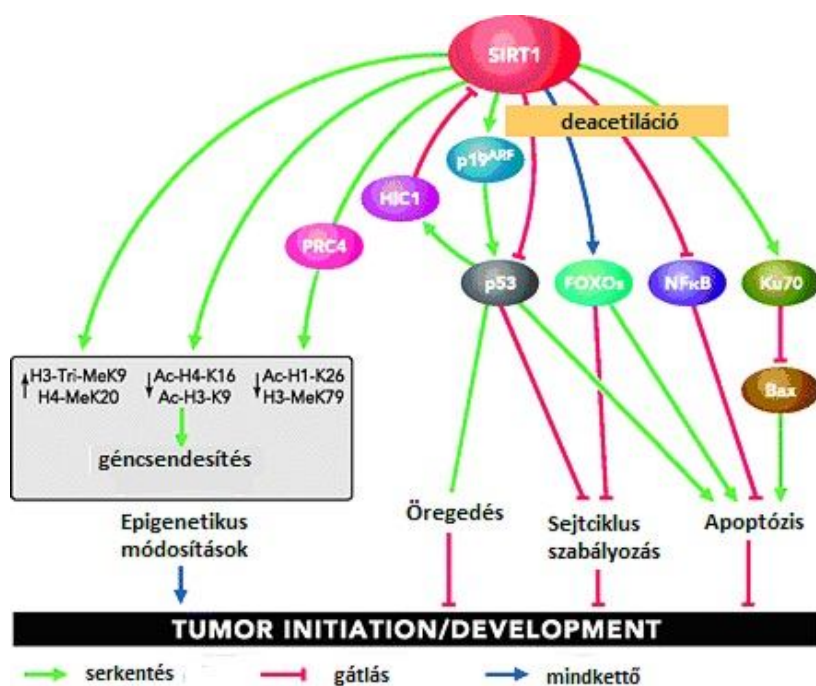 SIRT1
deacetiláció
p19ARF
HIC1
PRC4
p53
FOXOs
NFκB
Ku70
Bax
↑H3-Tri-MeK9
H4-MeK20
↓Ac-H4-K16
Ac-H3-K9
↓Ac-H1-K26
H3-MeK79
géncsendesítés
Epigenetikus
módosítások
Öregedés
Sejtciklus
szabályozás
Apoptózis
TUMOR INITIATION/DEVELOPMENT
serkentés
gátlás
mindkettő